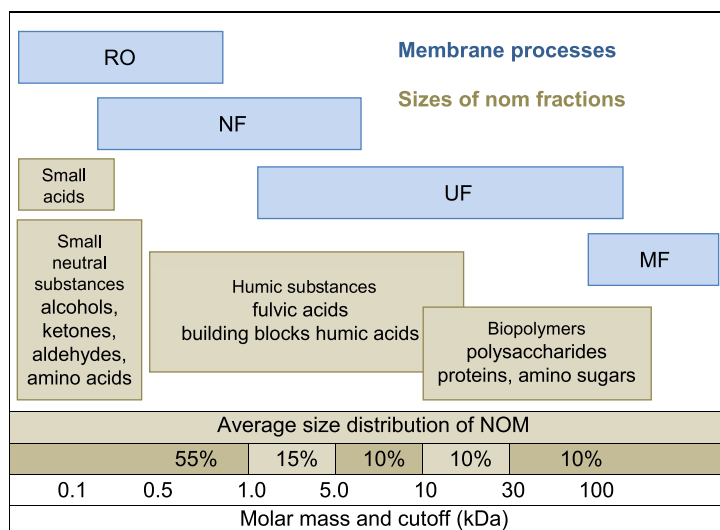 RO
Membrane processes
Sizes of nom fractions
NF
Small
acids
UF
Small
neutral
substances
alcohols,
ketones,
aldehydes,
amino acids
Humic substances
fulvic acids
building blocks humic acids
MF
Biopolymers
polysaccharides
proteins, amino sugars
Average size distribution of NOM
55% 15% 10% 10% 10%
0.1 0.5 1.0 5.0 10 30 100
Molar mass and cutoff (kDa)